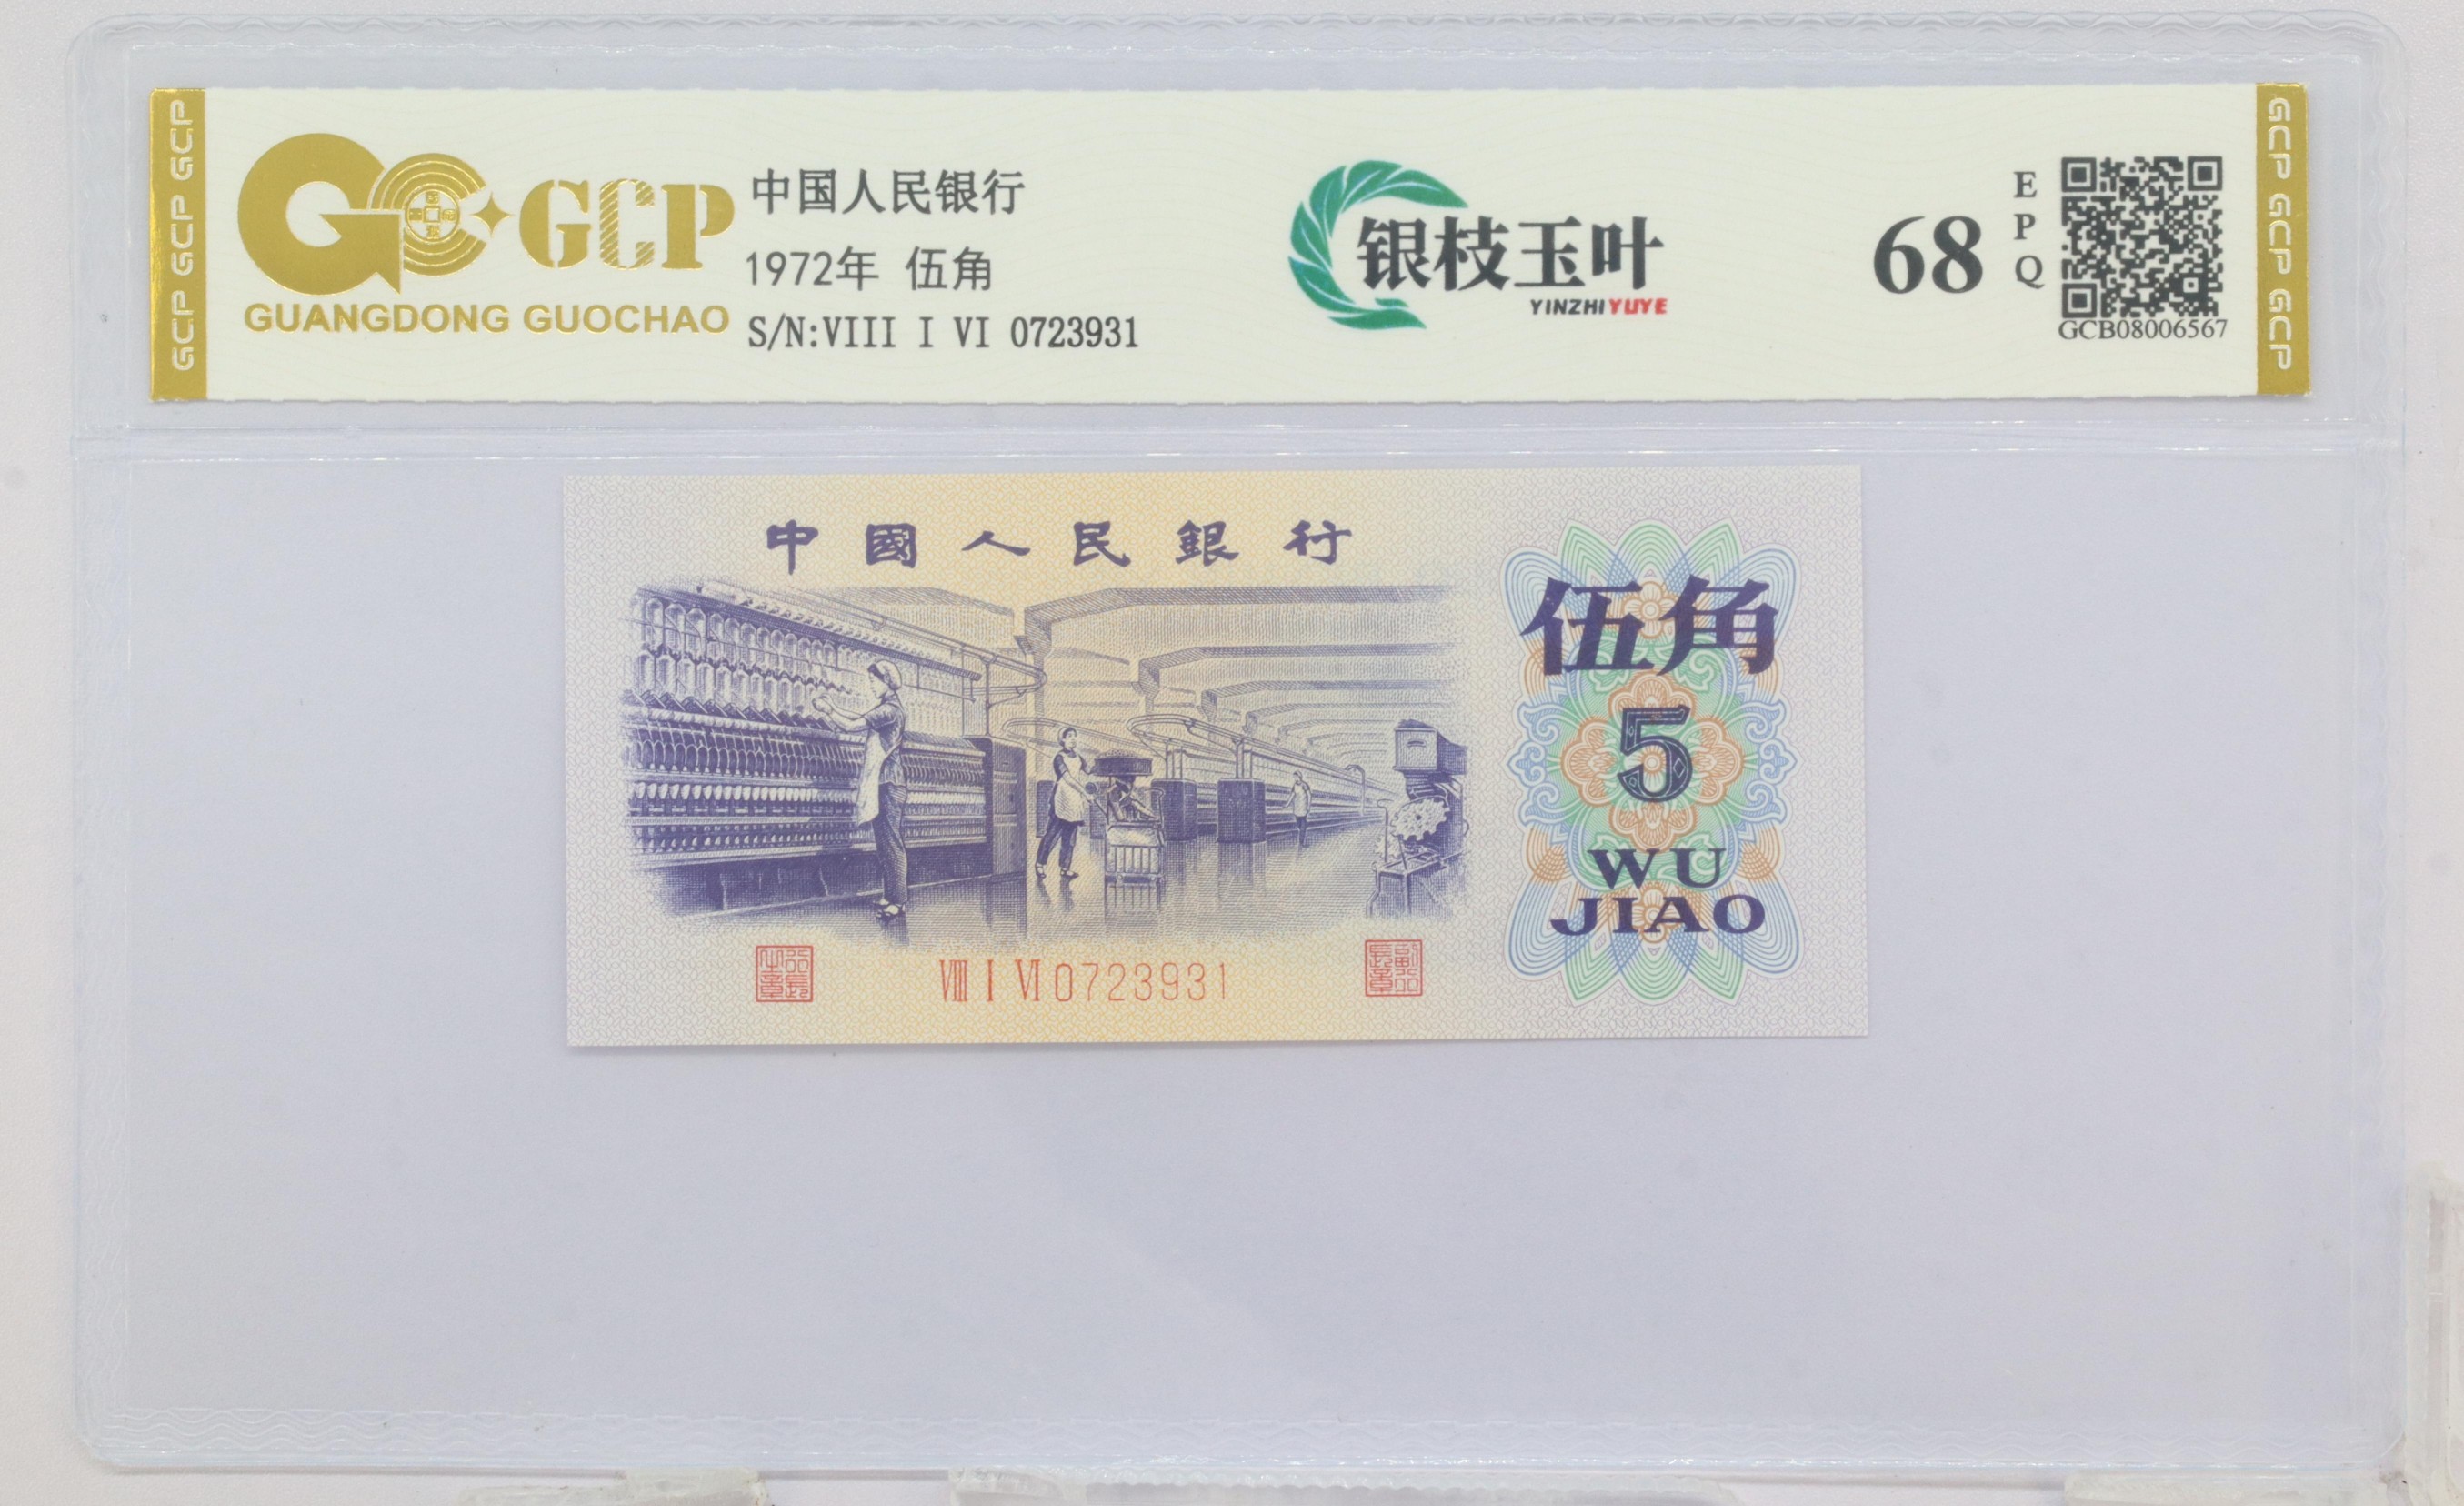 GCP GCP GCP
GCP
GUANGDONG GUOCHAO
中国人民银行
1972年 伍角
S/N:VIII I VI 0723931
银枝玉叶
YINZHIYUYE
68
EPQ
GCB08006567
GCP GCP GCP
中國人民銀行
伍角
5
WU
JIAO
VIII I VI 0723931